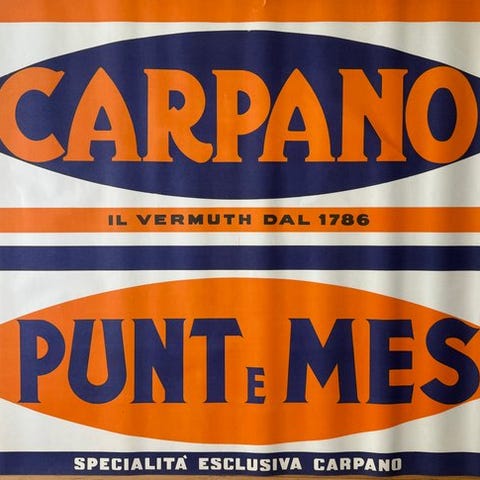 CARPANO
IL VERMUTH DAL 1786
PUNT E MES
SPECIALITÀ ESCLUSIVA CARPANO